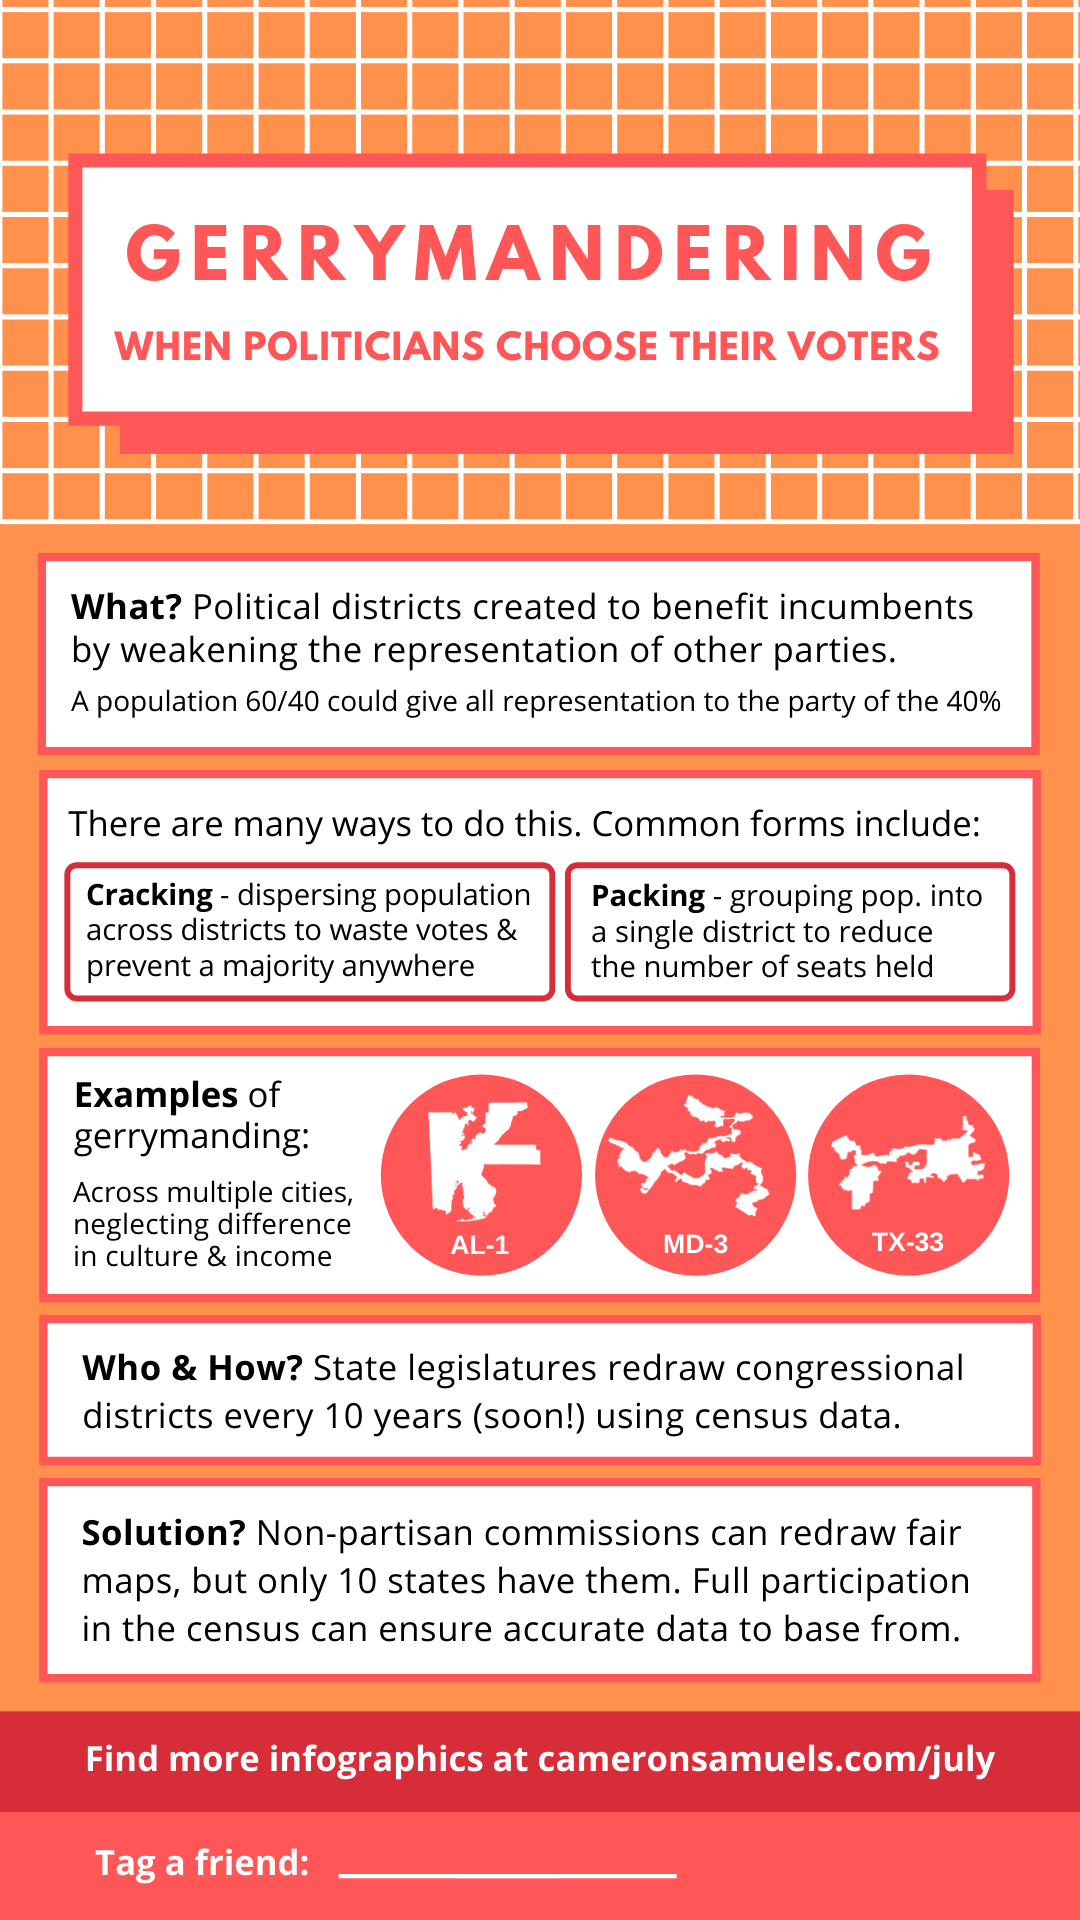 GERRYMANDERING
WHEN POLITICIANS CHOOSE THEIR VOTERS
What? Political districts created to benefit incumbents
by weakening the representation of other parties.
A population 60/40 could give all representation to the party of the 40%
There are many ways to do this. Common forms include:
Cracking - dispersing population
across districts to waste votes &
prevent a majority anywhere
Packing - grouping pop. into
a single district to reduce
the number of seats held
Examples of
gerrymanding:
Across multiple cities,
neglecting difference
in culture & income
AL-1
MD-3
TX-33
Who & How? State legislatures redraw congressional
districts every 10 years (soon!) using census data.
Solution? Non-partisan commissions can redraw fair
maps, but only 10 states have them. Full participation
in the census can ensure accurate data to base from.
Find more infographics at cameronsamuels.com/july
Tag a friend: